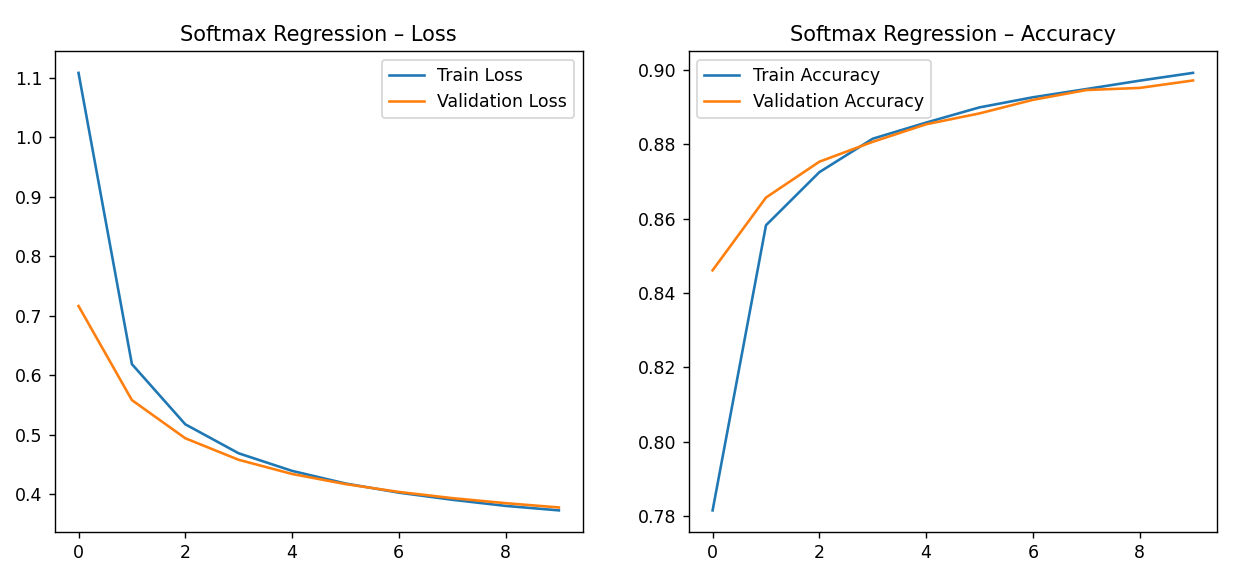 Softmax Regression – Loss
Train Loss
Validation Loss
1.1
1.0
0.9
0.8
0.7
0.6
0.5
0.4
0 2 4 6 8
Softmax Regression – Accuracy
Train Accuracy
Validation Accuracy
0.90
0.88
0.86
0.84
0.82
0.80
0.78
0 2 4 6 8